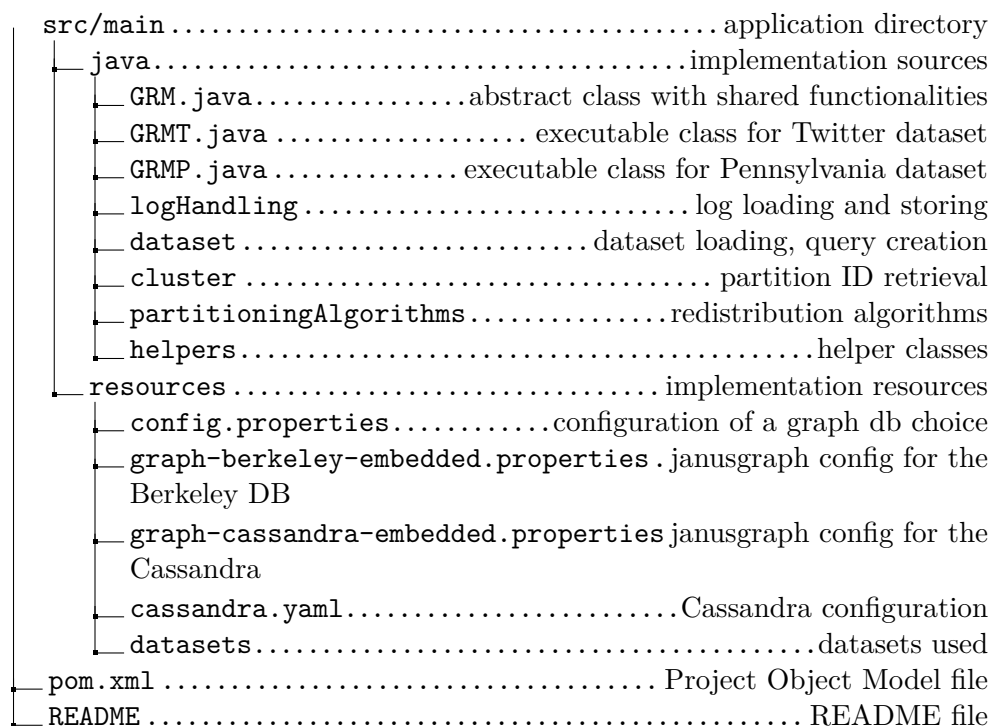 src/main............................................application directory
java...........................................implementation sources
GRM.java.................abstract class with shared functionalities
GRMT.java....................executable class for Twitter dataset
GRMP.java...............executable class for Pennsylvania dataset
logHandling...............................log loading and storing
dataset............................dataset loading, query creation
cluster......................................partition ID retrieval
partitioningAlgorithms................redistribution algorithms
helpers...............................................helper classes
resources..................................implementation resources
config.properties............configuration of a graph db choice
graph-berkeley-embedded.properties.janusgraph config for the
Berkeley DB
graph-cassandra-embedded.properties janusgraph config for the
Cassandra
cassandra.yaml...........................Cassandra configuration
datasets..............................................datasets used
pom.xml........................................Project Object Model file
README.....................................................README file